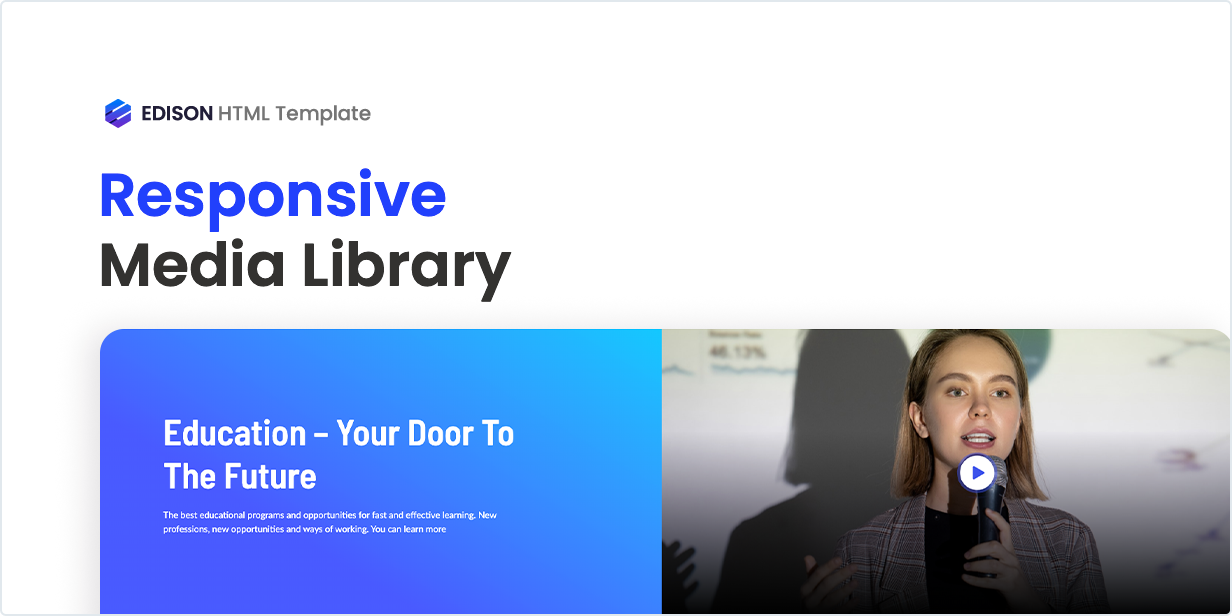 EDISON HTML Template
Responsive
Media Library
46.13%
Education – Your Door To
The Future
The best educational programs and opportunities for fast and effective learning. New
professions, new opportunities and ways of working. You can learn more